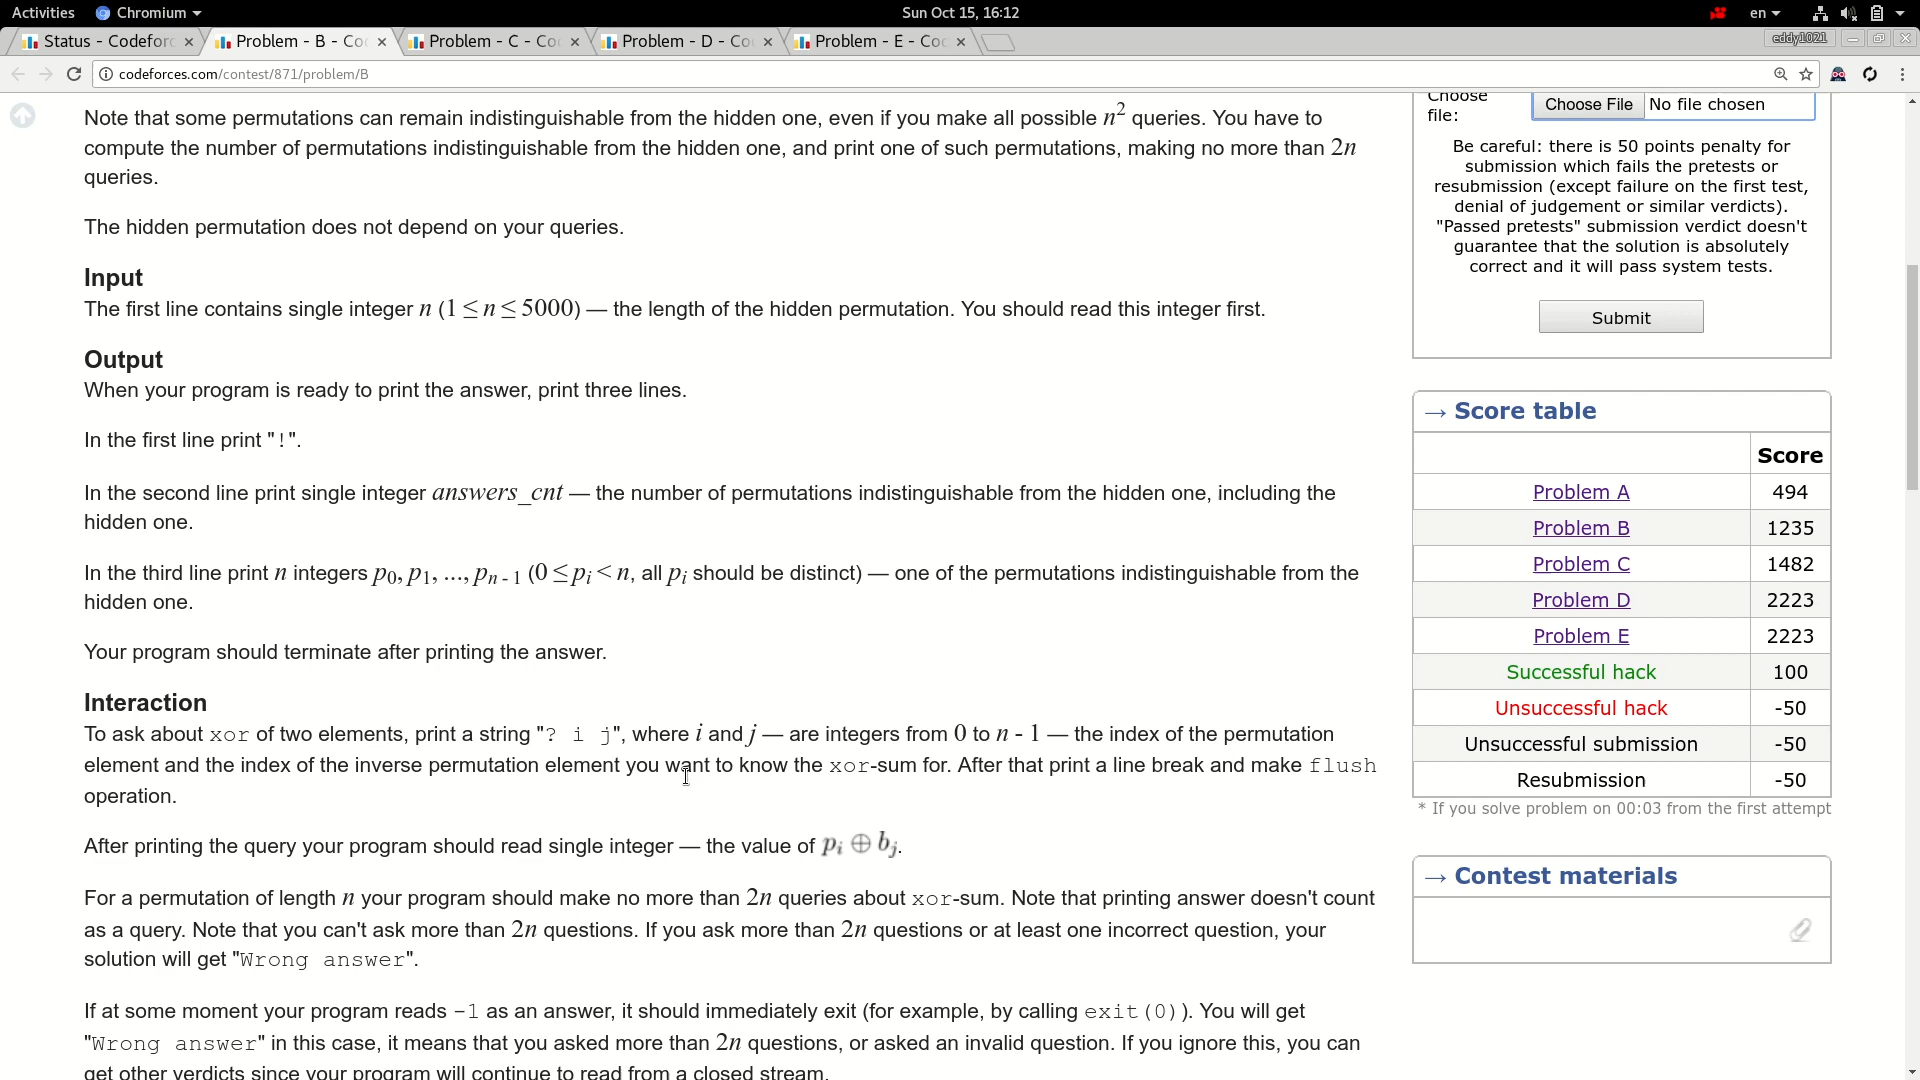 Activities Chromium Sun Oct 15, 16:12 en
Status - Codeforc Problem - B - Co Problem - C - Co Problem - D - Co Problem - E - Coc eddy1021
codeforces.com/contest/871/problem/B
Note that some permutations can remain indistinguishable from the hidden one, even if you make all possible n² queries. You have to
compute the number of permutations indistinguishable from the hidden one, and print one of such permutations, making no more than 2n
queries.
The hidden permutation does not depend on your queries.
Input
The first line contains single integer n (1 ≤ n ≤ 5000) — the length of the hidden permutation. You should read this integer first.
Output
When your program is ready to print the answer, print three lines.
In the first line print "!".
In the second line print single integer answers_cnt — the number of permutations indistinguishable from the hidden one, including the
hidden one.
In the third line print n integers p0, p1, ..., pn - 1 (0 ≤ pi < n, all pi should be distinct) — one of the permutations indistinguishable from the
hidden one.
Your program should terminate after printing the answer.
Interaction
To ask about xor of two elements, print a string "? i j", where i and j — are integers from 0 to n - 1 — the index of the permutation
element and the index of the inverse permutation element you want to know the xor-sum for. After that print a line break and make flush
operation.
After printing the query your program should read single integer — the value of pi ⊕ bj.
For a permutation of length n your program should make no more than 2n queries about xor-sum. Note that printing answer doesn't count
as a query. Note that you can't ask more than 2n questions. If you ask more than 2n questions or at least one incorrect question, your
solution will get "Wrong answer".
If at some moment your program reads -1 as an answer, it should immediately exit (for example, by calling exit(0)). You will get
"Wrong answer" in this case, it means that you asked more than 2n questions, or asked an invalid question. If you ignore this, you can
get other verdicts since your program will continue to read from a closed stream.
Choose
file:
Choose File No file chosen
Be careful: there is 50 points penalty for
submission which fails the pretests or
resubmission (except failure on the first test,
denial of judgement or similar verdicts).
"Passed pretests" submission verdict doesn't
guarantee that the solution is absolutely
correct and it will pass system tests.
Submit
→ Score table
Score
Problem A 494
Problem B 1235
Problem C 1482
Problem D 2223
Problem E 2223
Successful hack 100
Unsuccessful hack -50
Unsuccessful submission -50
Resubmission -50
* If you solve problem on 00:03 from the first attempt
→ Contest materials